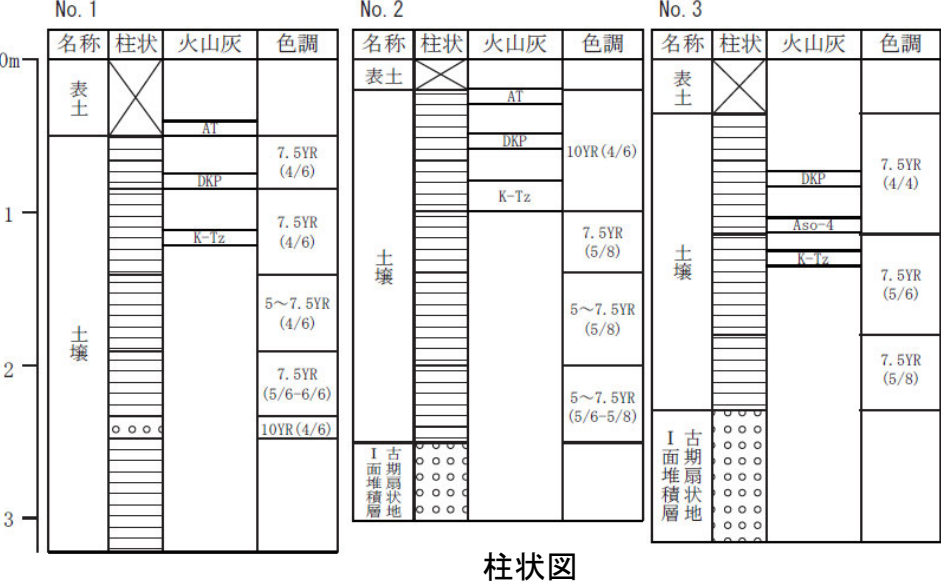 No. 1
名称 柱状 火山灰 色調
0m
表土
AT
7.5YR
(4/6)
DKP
1
7.5YR
(4/6)
K-Tz
5～7.5YR
(4/6)
土壌
2
7.5YR
(5/6-6/6)
10YR(4/6)
3
No. 2
名称 柱状 火山灰 色調
表土
AT
DKP
10YR(4/6)
K-Tz
7.5YR
(5/8)
土壌
5～7.5YR
(5/8)
5～7.5YR
(5/6-5/8)
古期扇状地
Ⅰ面堆積層
No. 3
名称 柱状 火山灰 色調
表土
7.5YR
(4/4)
DKP
Aso-4
K-Tz
土壌
7.5YR
(5/6)
7.5YR
(5/8)
古期扇状地
Ⅰ面堆積層
柱状図